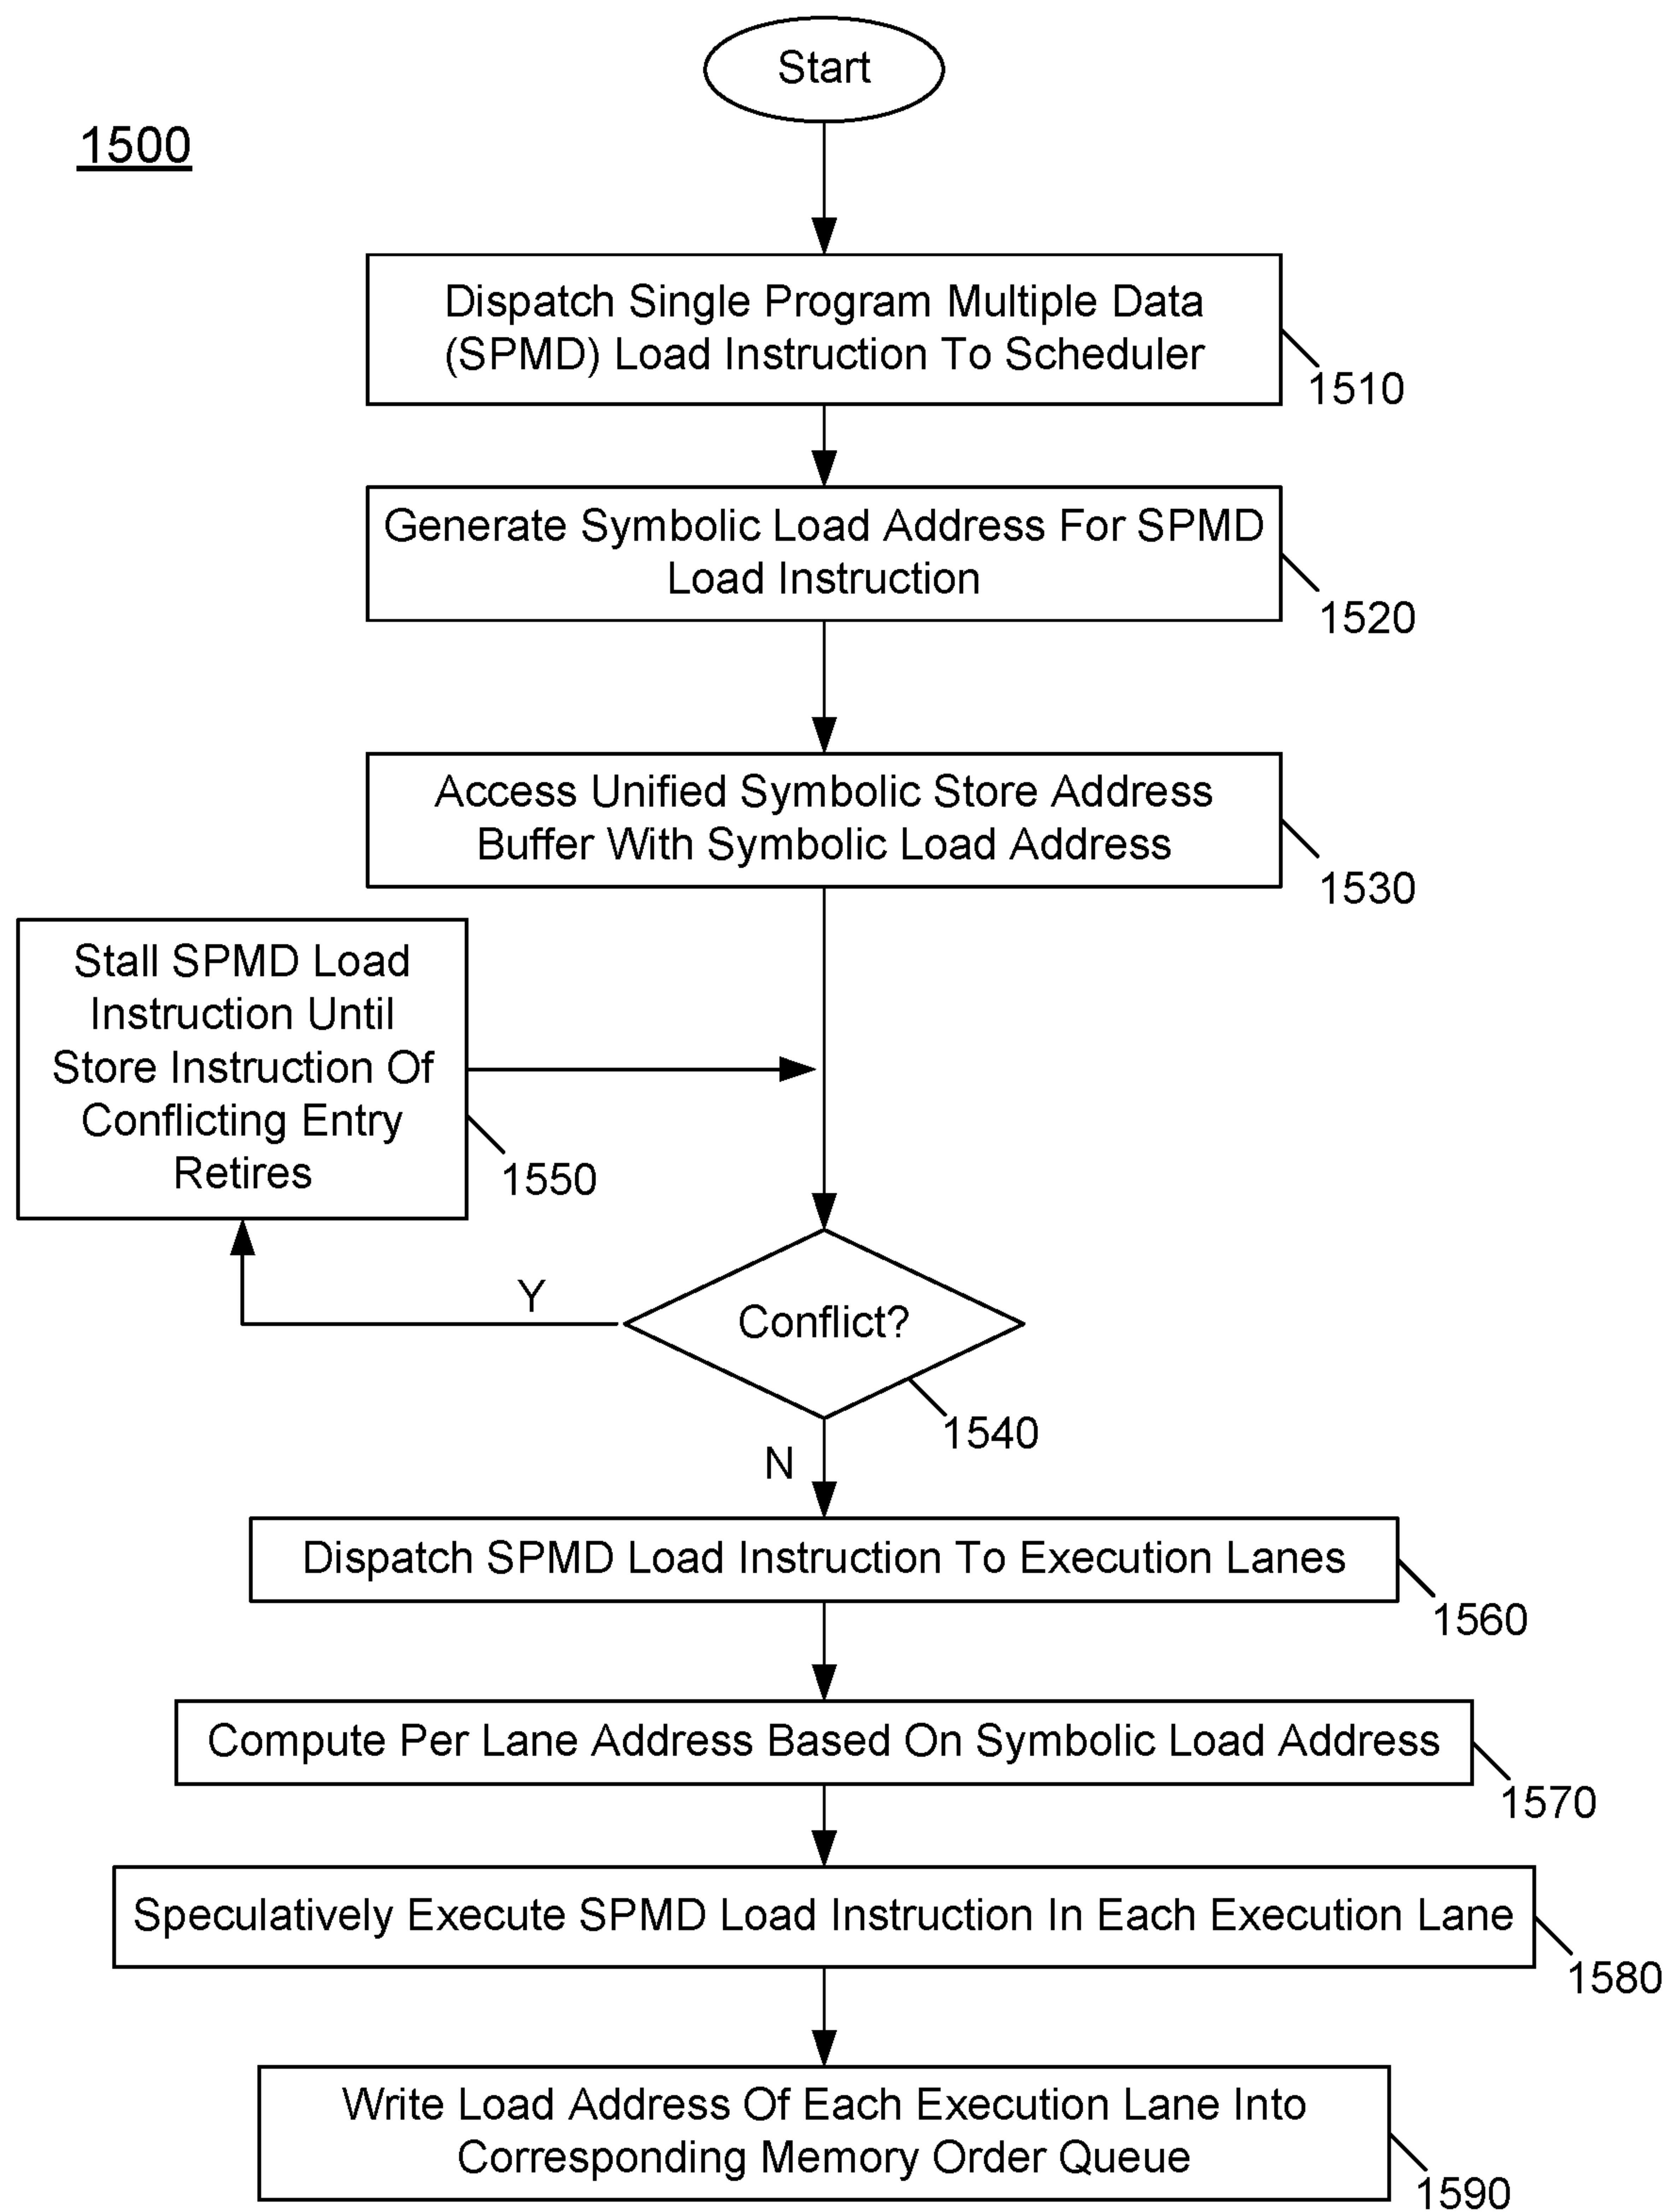 Start
1500
Dispatch Single Program Multiple Data
(SPMD) Load Instruction To Scheduler
1510
Generate Symbolic Load Address For SPMD
Load Instruction
1520
Access Unified Symbolic Store Address
Buffer With Symbolic Load Address
1530
Stall SPMD Load
Instruction Until
Store Instruction Of
Conflicting Entry
Retires
1550
Y
Conflict?
1540
N
Dispatch SPMD Load Instruction To Execution Lanes
1560
Compute Per Lane Address Based On Symbolic Load Address
1570
Speculatively Execute SPMD Load Instruction In Each Execution Lane
1580
Write Load Address Of Each Execution Lane Into
Corresponding Memory Order Queue
1590